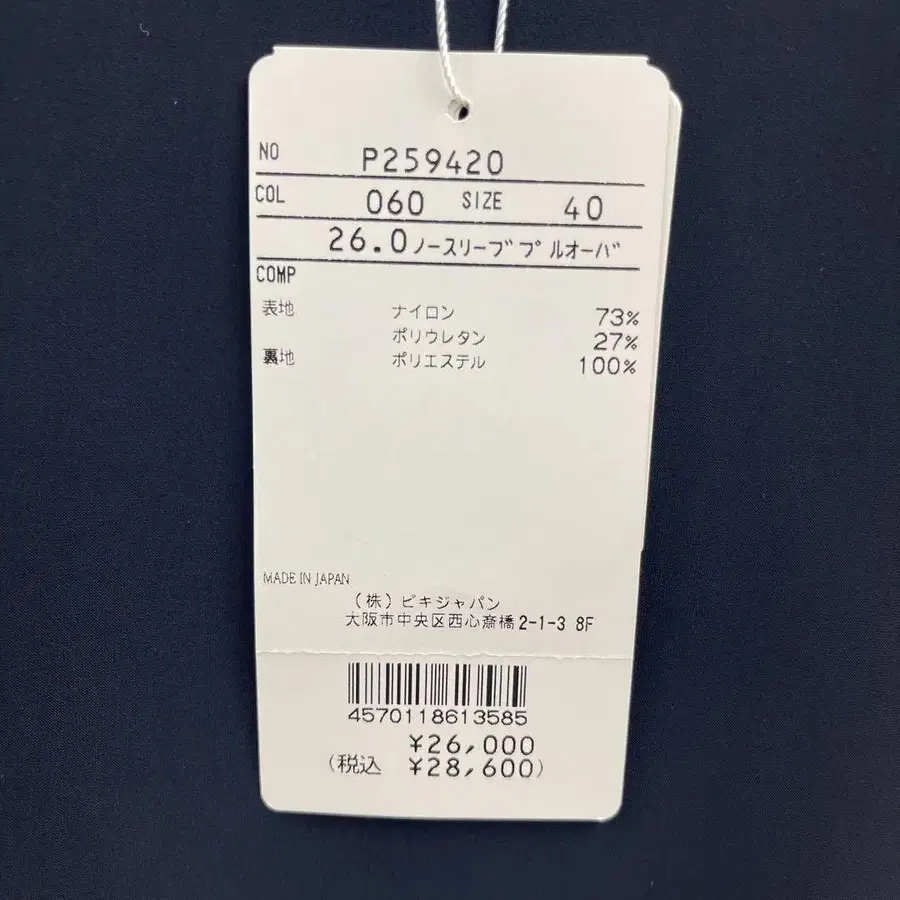 NO P259420
COL 060 SIZE 40
26.0 ノースリーブ プルオーバ
COMP
表地 ナイロン 73%
ポリウレタン 27%
裏地 ポリエステル 100%
MADE IN JAPAN
(株)ビキジャパン
大阪市中央区西心斎橋2-1-3 8F
4570118613585
¥26,000
(税込 ¥28,600)